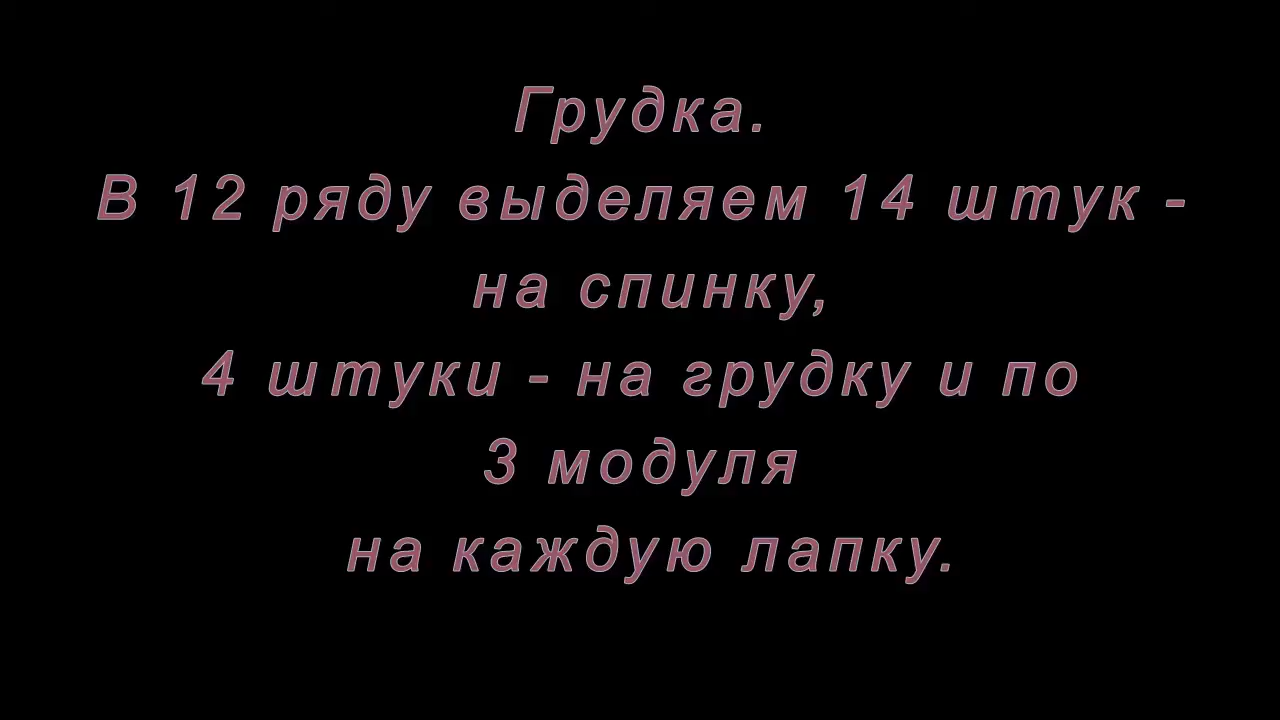 Грудка.
В 12 ряду выделяем 14 штук -
на спинку,
4 штуки - на грудку и по
3 модуля
на каждую лапку.